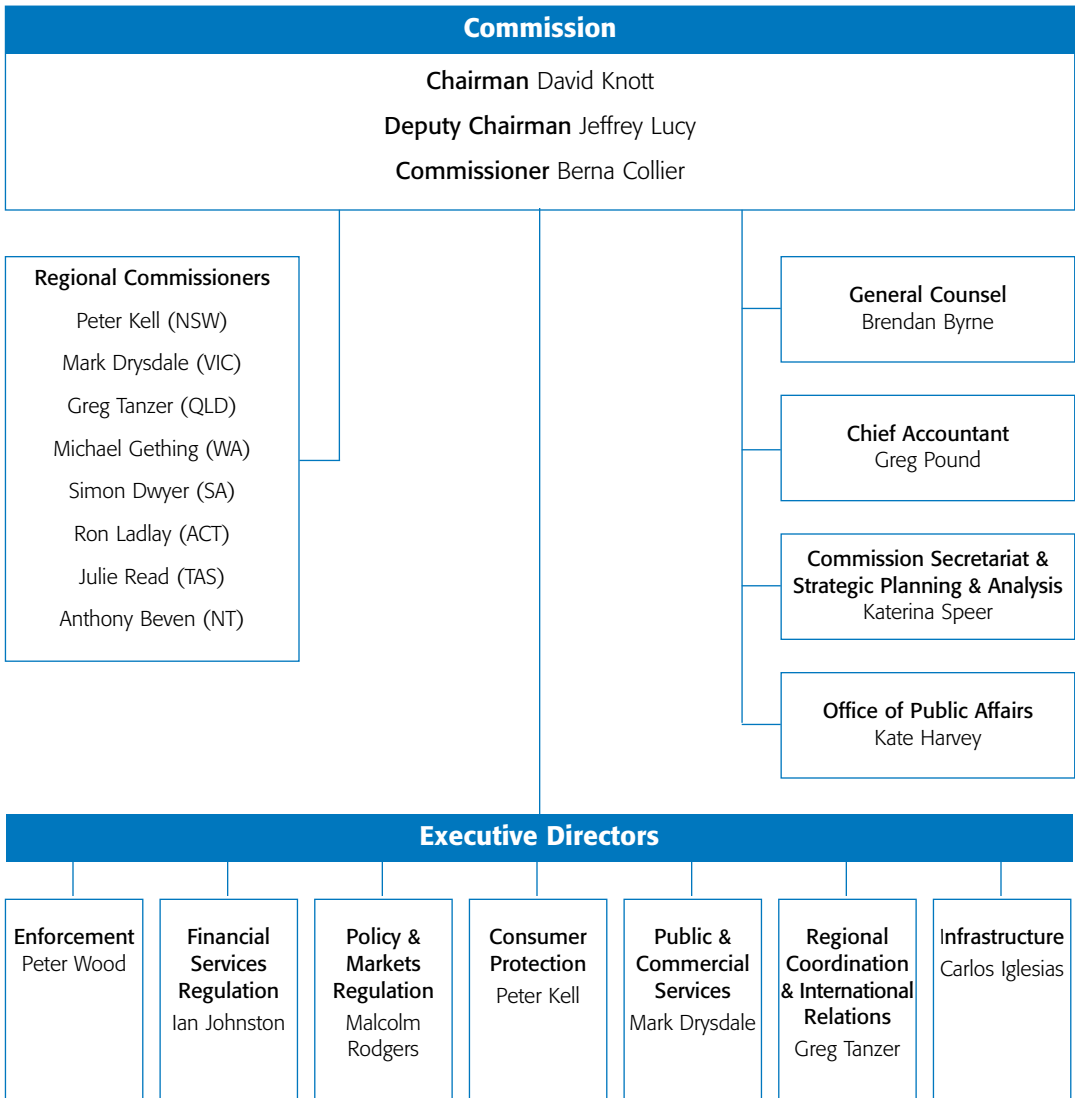 Commission
Chairman David Knott
Deputy Chairman Jeffrey Lucy
Commissioner Berna Collier
Regional Commissioners
Peter Kell (NSW)
Mark Drysdale (VIC)
Greg Tanzer (QLD)
Michael Gething (WA)
Simon Dwyer (SA)
Ron Ladlay (ACT)
Julie Read (TAS)
Anthony Beven (NT)
General Counsel
Brendan Byrne
Chief Accountant
Greg Pound
Commission Secretariat &
Strategic Planning & Analysis
Katerina Speer
Office of Public Affairs
Kate Harvey
Executive Directors
Enforcement
Peter Wood
Financial
Services
Regulation
Ian Johnston
Policy &
Markets
Regulation
Malcolm
Rodgers
Consumer
Protection
Peter Kell
Public &
Commercial
Services
Mark Drysdale
Regional
Coordination
& International
Relations
Greg Tanzer
Infrastructure
Carlos Iglesias